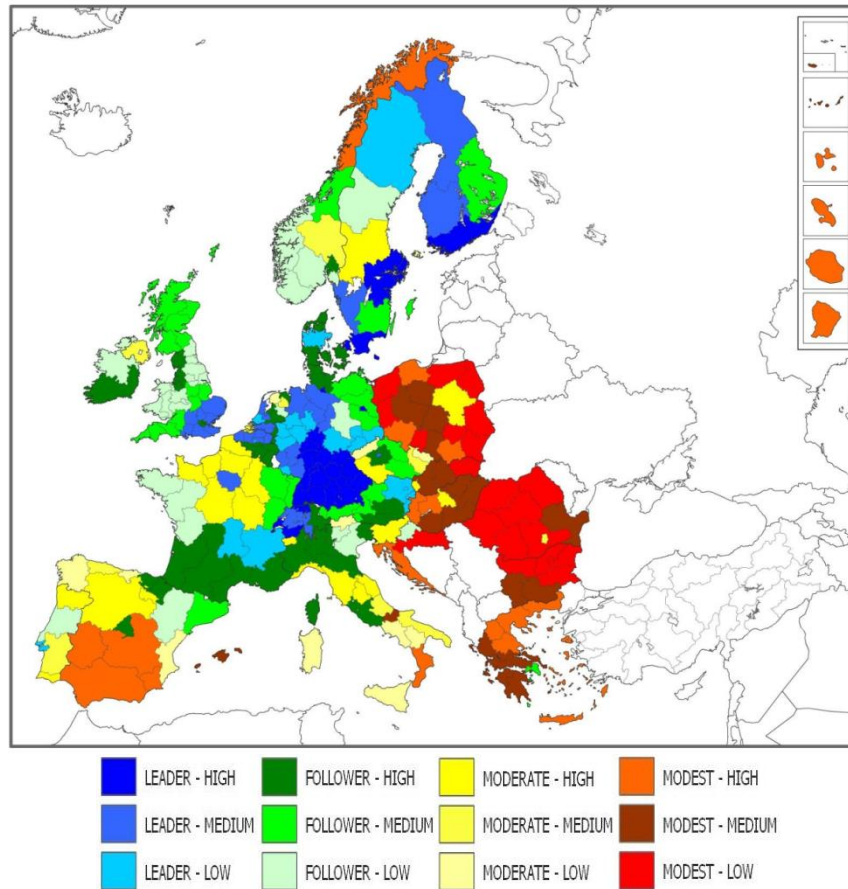 LEADER - HIGH
FOLLOWER - HIGH
MODERATE - HIGH
MODEST - HIGH
LEADER - MEDIUM
FOLLOWER - MEDIUM
MODERATE - MEDIUM
MODEST - MEDIUM
LEADER - LOW
FOLLOWER - LOW
MODERATE - LOW
MODEST - LOW